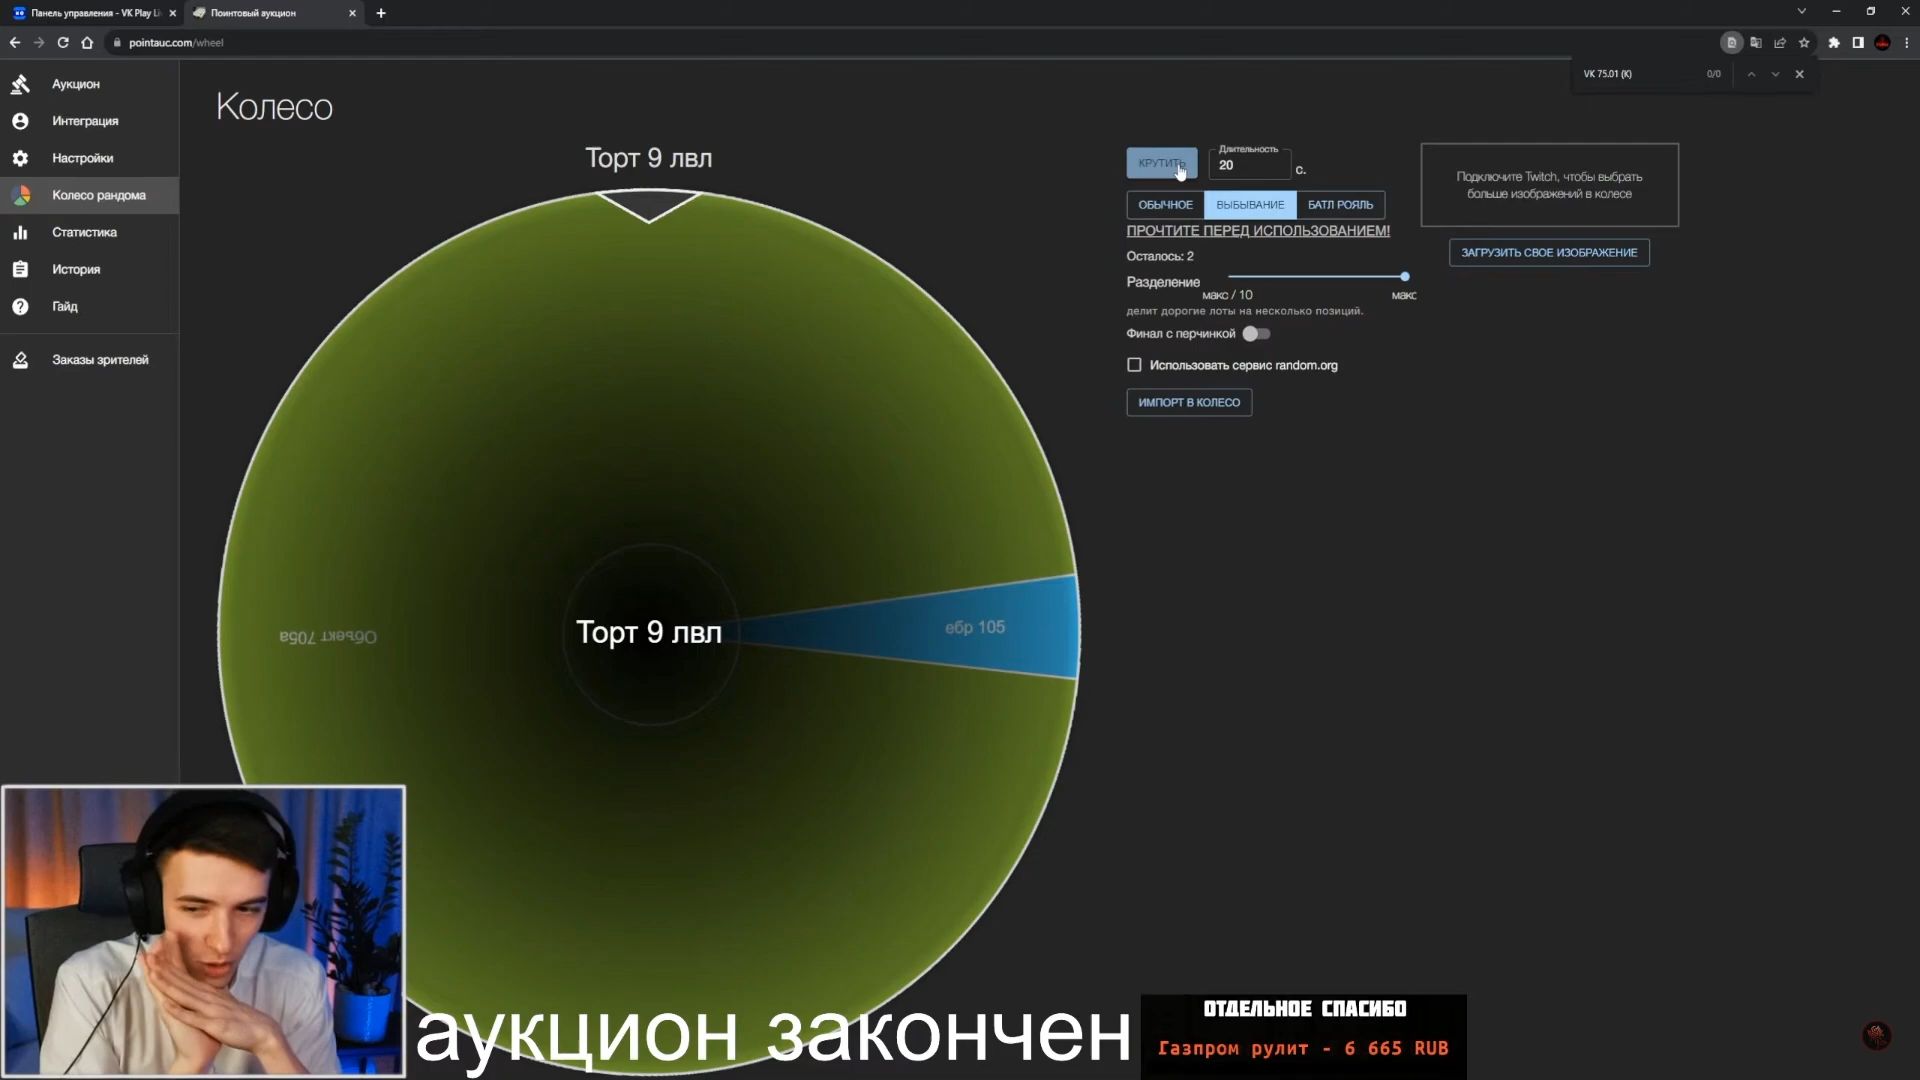 Панель управления - VK Play Li
Поинтовый аукцион
pointauc.com/wheel
VK 75.01 (K)
0/0
Аукцион
Интеграция
Настройки
Колесо рандома
Статистика
История
Гайд
Заказы зрителей
Колесо
Торт 9 лвл
Объект 705а
Торт 9 лвл
ебр 105
КРУТИТЬ
Длительность
20
с.
ОБЫЧНОЕ
ВЫБЫВАНИЕ
БАТЛ РОЯЛЬ
ПРОЧТИТЕ ПЕРЕД ИСПОЛЬЗОВАНИЕМ!
Осталось: 2
Разделение
макс / 10
макс
делит дорогие лоты на несколько позиций.
Финал с перчинкой
Использовать сервис random.org
ИМПОРТ В КОЛЕСО
Подключите Twitch, чтобы выбрать
больше изображений в колесе
ЗАГРУЗИТЬ СВОЕ ИЗОБРАЖЕНИЕ
аукцион закончен
ОТДЕЛЬНОЕ СПАСИБО
Газпром рулит - 6 665 RUB